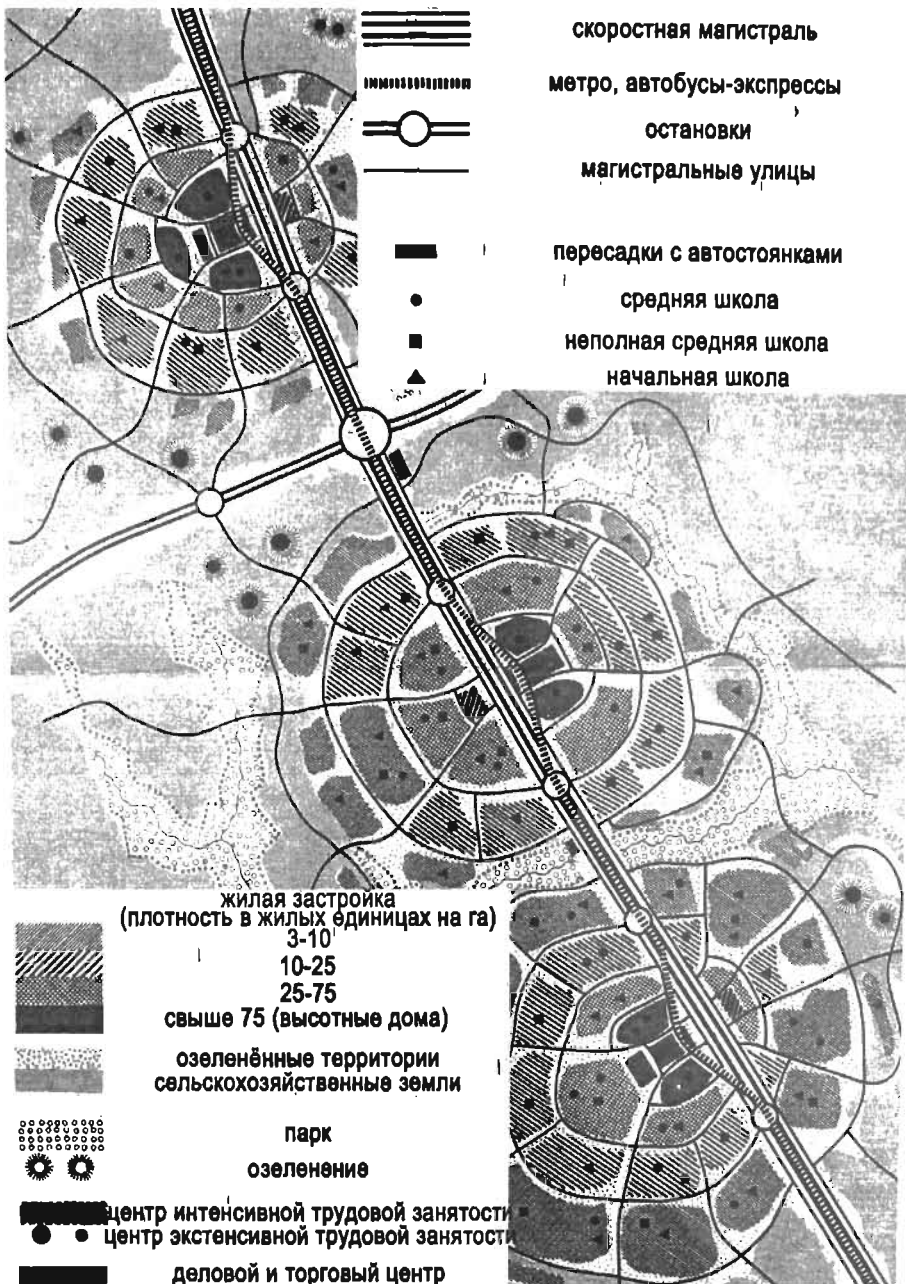 скоростная магистраль
метро, автобусы-экспрессы
остановки
магистральные улицы
пересадки с автостоянками
средняя школа
неполная средняя школа
начальная школа
жилая застройка
(плотность в жилых единицах на га)
3-10
10-25
25-75
свыше 75 (высотные дома)
озеленённые территории
сельскохозяйственные земли
парк
озеленение
центр интенсивной трудовой занятости
центр экстенсивной трудовой занятости
деловой и торговый центр